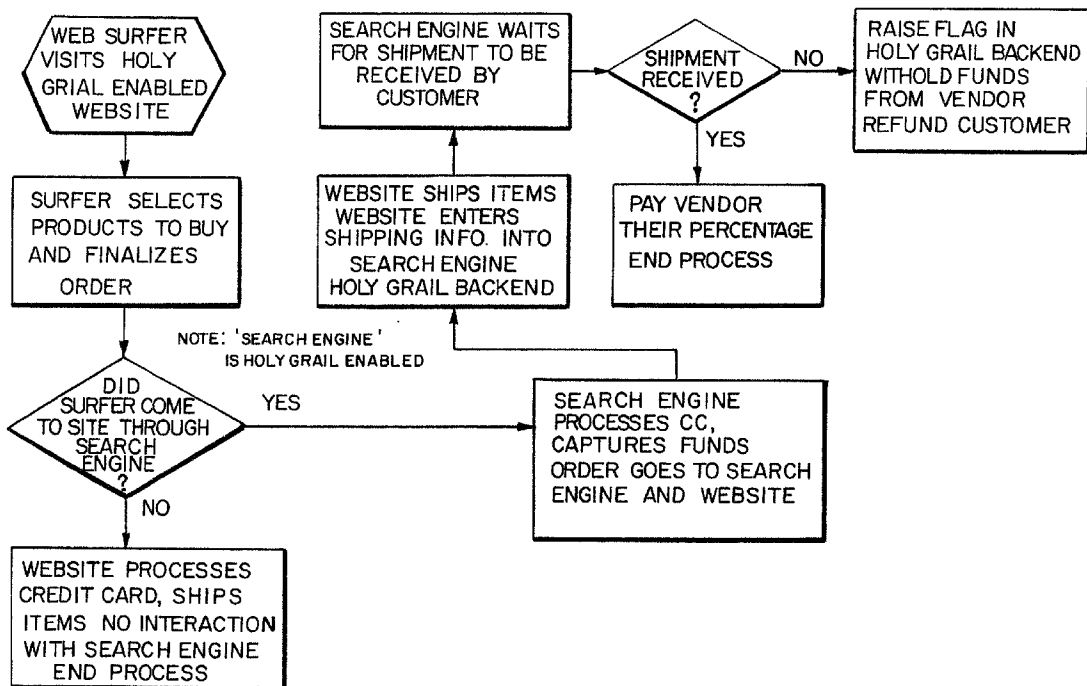 WEB SURFER
VISITS HOLY
GRIAL ENABLED
WEBSITE
SURFER SELECTS
PRODUCTS TO BUY
AND FINALIZES
ORDER
NOTE: 'SEARCH ENGINE'
IS HOLY GRAIL ENABLED
DID
SURFER COME
TO SITE THROUGH
SEARCH
ENGINE
?
YES
NO
WEBSITE PROCESSES
CREDIT CARD, SHIPS
ITEMS NO INTERACTION
WITH SEARCH ENGINE
END PROCESS
SEARCH ENGINE
PROCESSES CC,
CAPTURES FUNDS
ORDER GOES TO SEARCH
ENGINE AND WEBSITE
WEBSITE SHIPS ITEMS
WEBSITE ENTERS
SHIPPING INFO. INTO
SEARCH ENGINE
HOLY GRAIL BACKEND
SEARCH ENGINE WAITS
FOR SHIPMENT TO BE
RECEIVED BY
CUSTOMER
SHIPMENT
RECEIVED
?
YES
NO
PAY VENDOR
THEIR PERCENTAGE
END PROCESS
RAISE FLAG IN
HOLY GRAIL BACKEND
WITHOLD FUNDS
FROM VENDOR
REFUND CUSTOMER